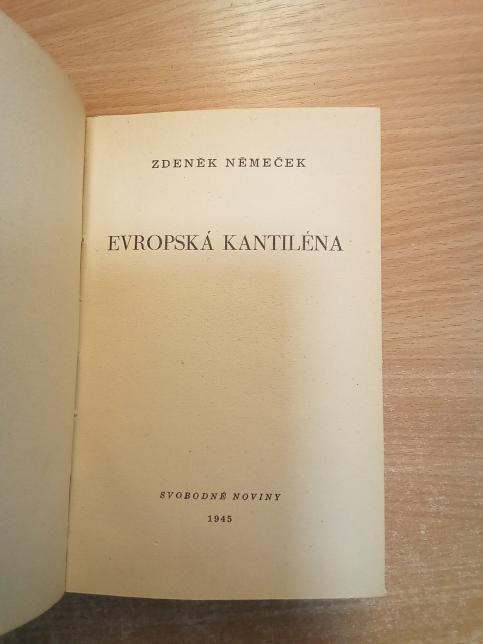 ZDENĚK NĚMEČEK
EVROPSKÁ KANTILÉNA
SVOBODNÉ NOVINY
1945